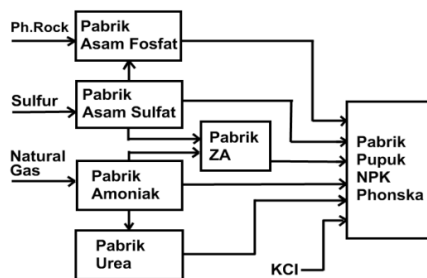 Ph.Rock
Pabrik
Asam Fosfat
Sulfur
Pabrik
Asam Sulfat
Pabrik
ZA
Natural
Gas
Pabrik
Amoniak
Pabrik
Urea
Pabrik
Pupuk
NPK
Phonska
KCl